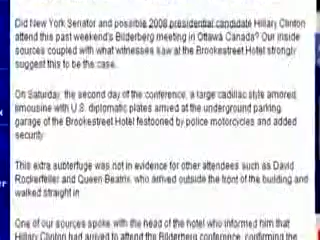 Did New York Senator and possible 2008 presidential candidate Hillary Clinton
attend this past weekend's Bilderberg meeting in Ottawa Canada? Our inside
sources coupled with what witnesses saw at the Brookestreet Hotel strongly
suggest this to be the case.
On Saturday, the second day of the conference, a large cadillac style amored
limousine with U.S. diplomatic plates arrived at the underground parking
garage of the Brookestreet Hotel festooned by police motorcycles and added
security.
This extra subterfuge was not in evidence for other attendees such as David
Rockerfeller and Queen Beatrix, who arrived outside the front of the building and
walked straight in.
One of our sources spoke with the head of the hotel who informed him that
Hillary Clinton had arrived to attend the Bilderberg conference, confirming the